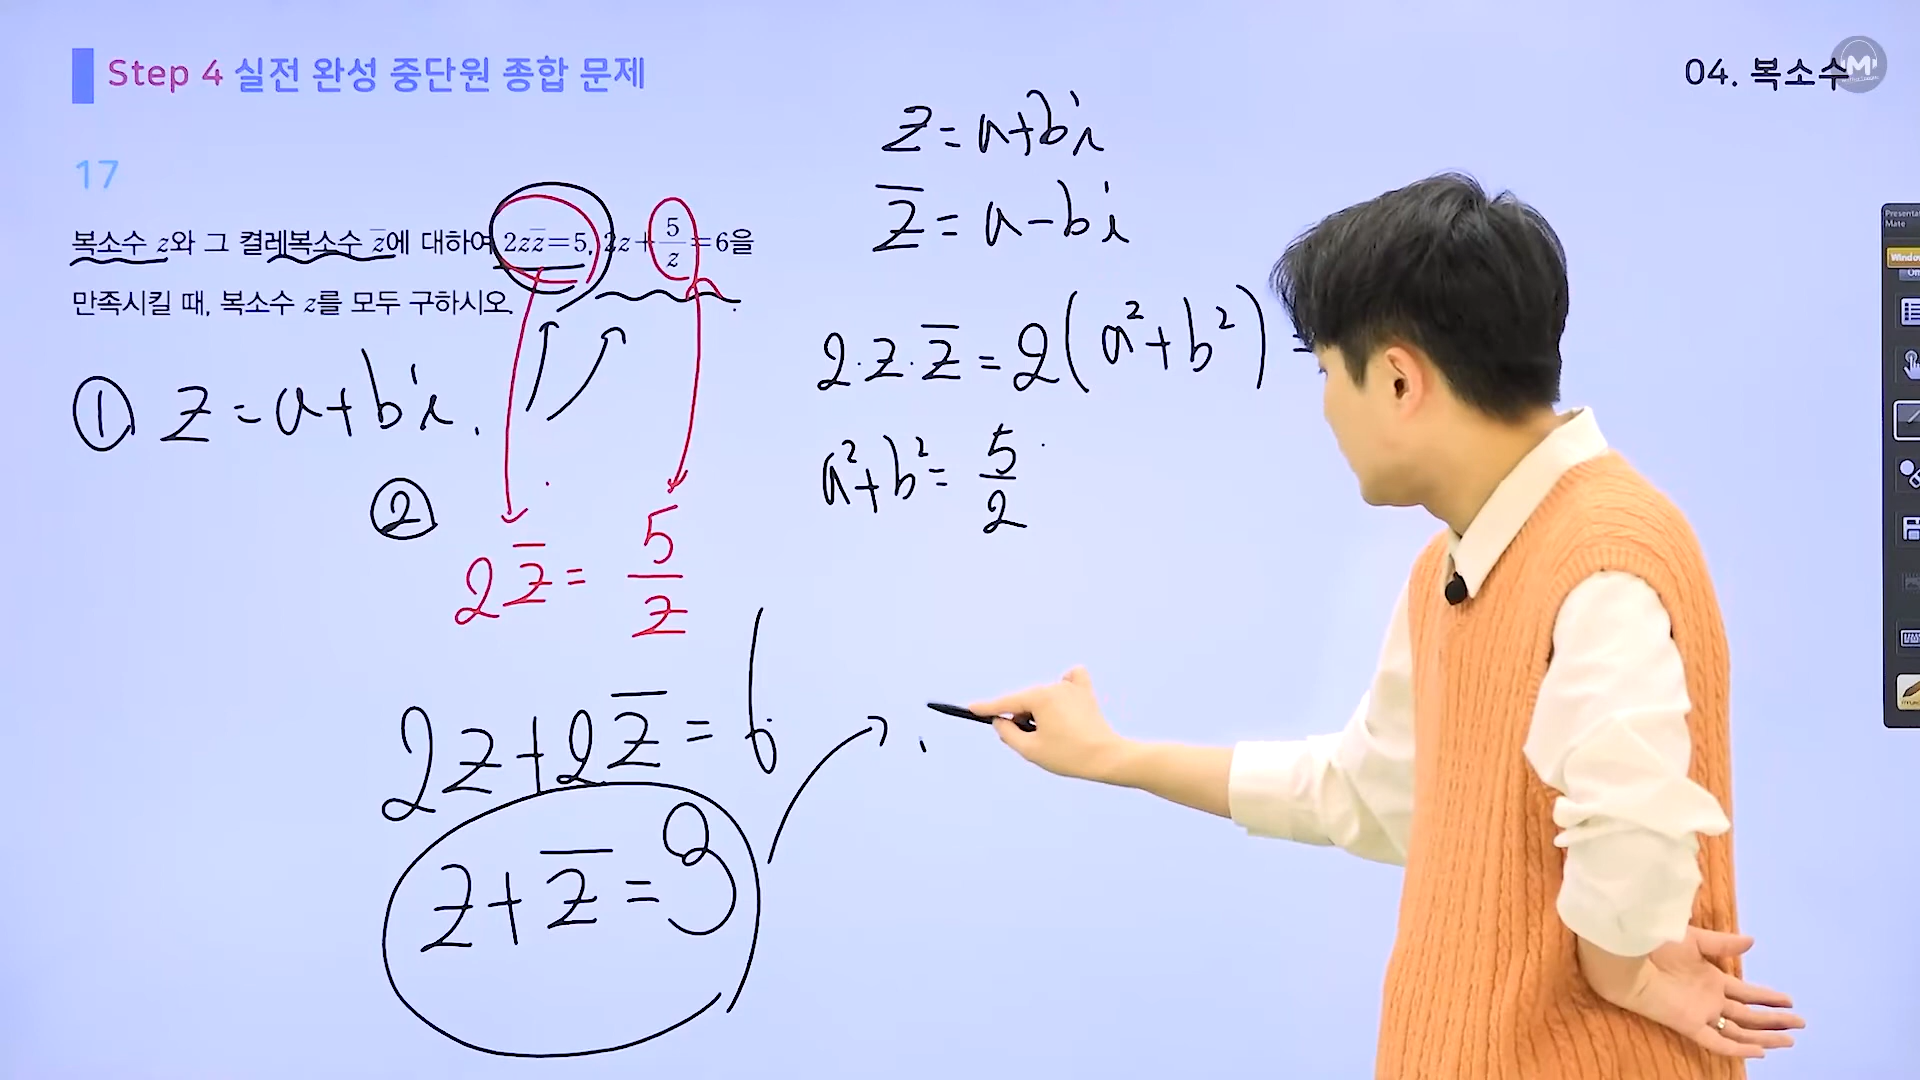 Step 4 실전 완성 중단원 종합 문제
04. 복소수
M
17
복소수 z와 그 켤레복소수 z̄에 대하여 2zz̄=5, 2z+5/z=6을
만족시킬 때, 복소수 z를 모두 구하시오.
① z=a+bi.
②
2z̄=5/z
2z+2z̄=6
z+z̄=3
z=a+bi
z̄=a-bi
2·z·z̄=2(a²+b²)=
a²+b²=5/2
Presentation
Mate